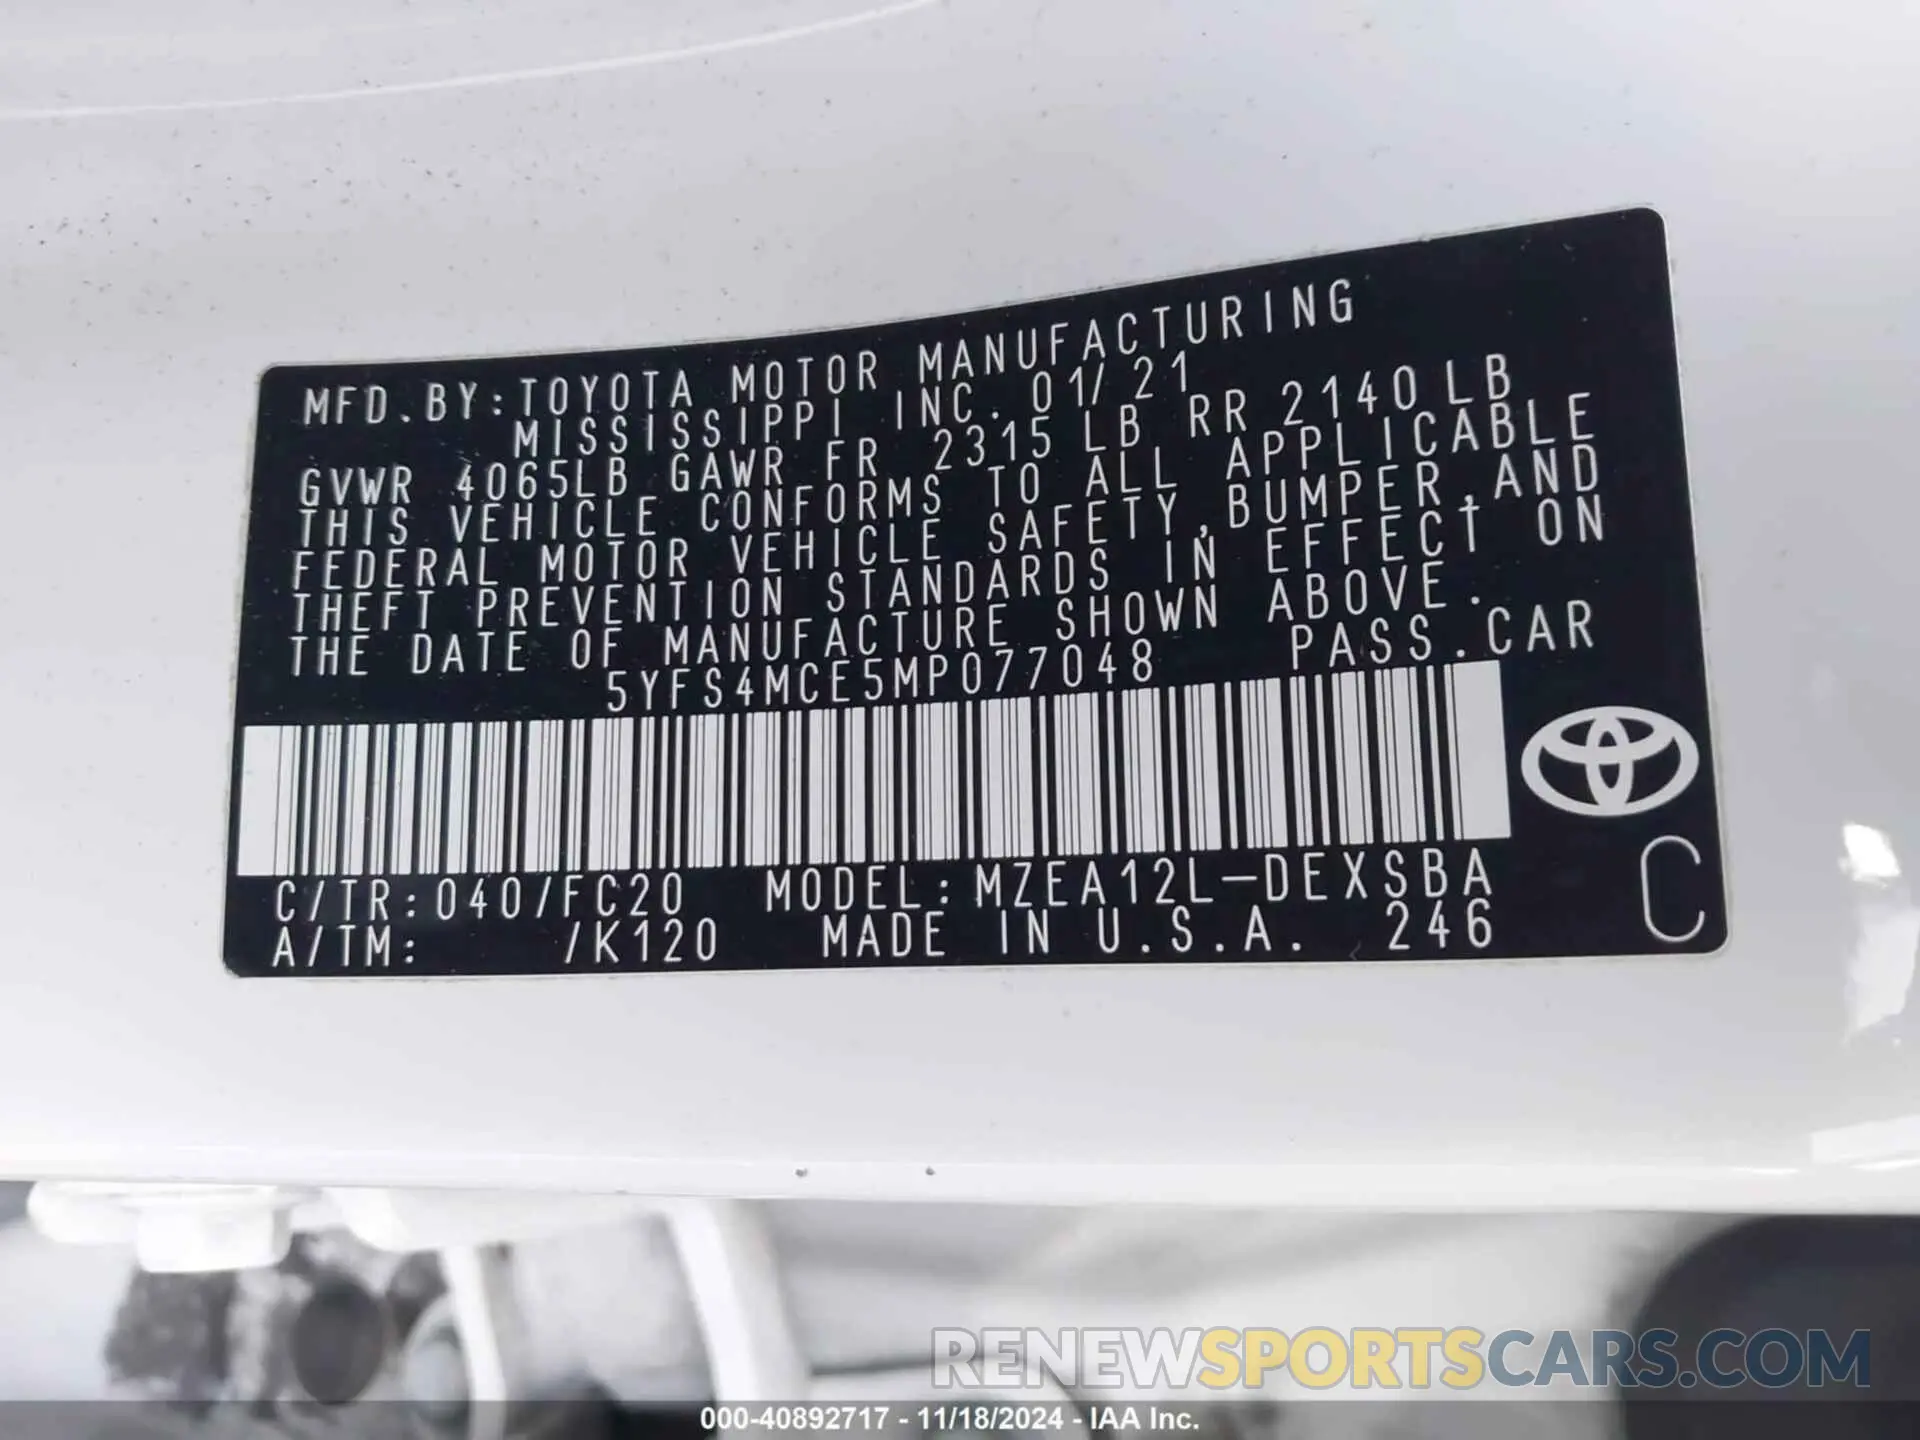 MFD.BY:TOYOTA MOTOR MANUFACTURING
MISSISSIPPI INC. 01/21
GVWR 4065LB GAWR FR 2315 LB RR 2140LB
THIS VEHICLE CONFORMS TO ALL APPLICABLE
FEDERAL MOTOR VEHICLE SAFETY,BUMPER,AND
THEFT PREVENTION STANDARDS IN EFFECT ON
THE DATE OF MANUFACTURE SHOWN ABOVE.
5YFS4MCE5MP077048 PASS.CAR
C/TR:040/FC20 MODEL:MZEA12L-DEXSBA
A/TM: /K120 MADE IN U.S.A. 246
C
RENEWSPORTSCARS.COM
000-40892717 - 11/18/2024 - IAA Inc.